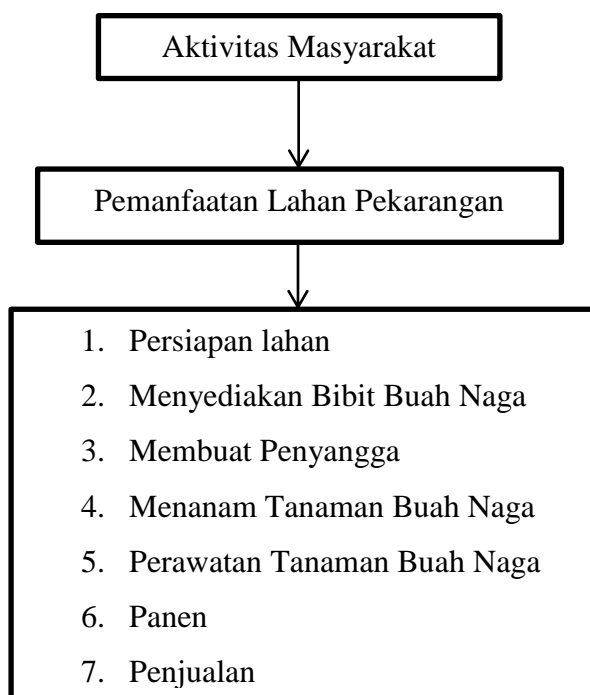 Aktivitas Masyarakat
Pemanfaatan Lahan Pekarangan
1. Persiapan lahan
2. Menyediakan Bibit Buah Naga
3. Membuat Penyangga
4. Menanam Tanaman Buah Naga
5. Perawatan Tanaman Buah Naga
6. Panen
7. Penjualan